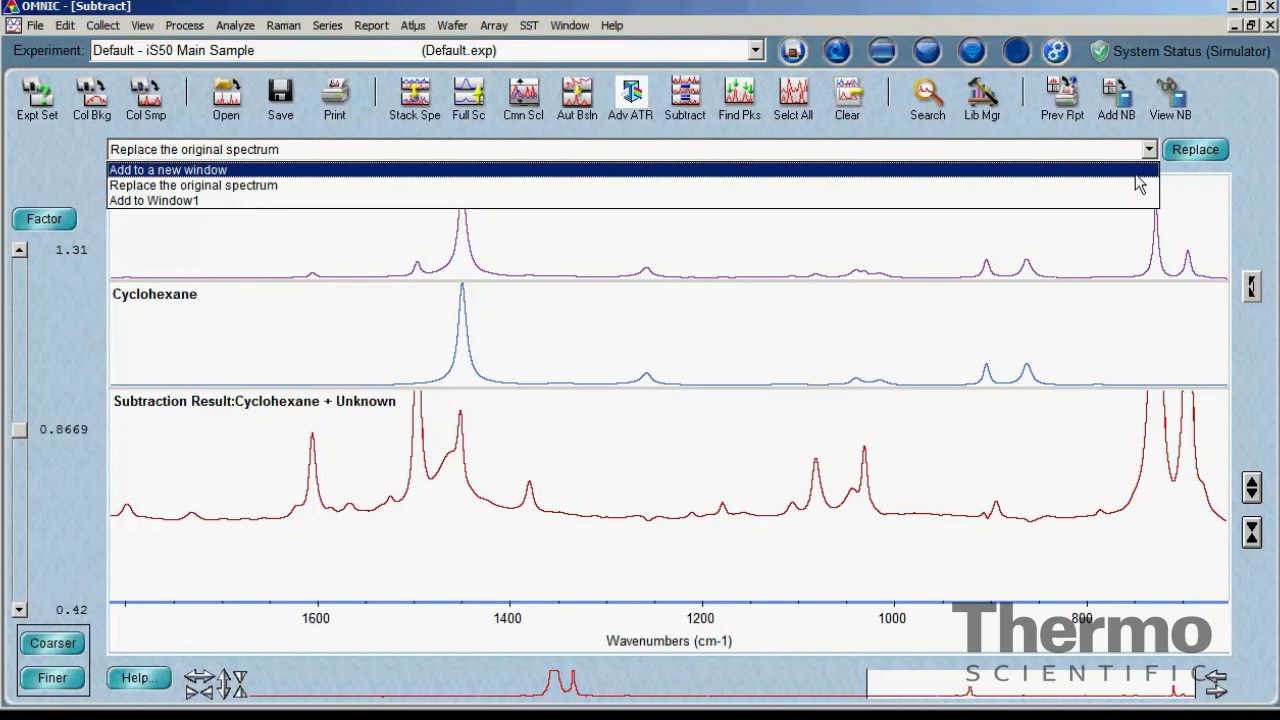 OMNIC - [Subtract]
File Edit Collect View Process Analyze Raman Series Report Atlµs Wafer Array SST Window Help
Experiment: Default - iS50 Main Sample (Default.exp) System Status (Simulator)
Expt Set Col Bkg Col Smp Open Save Print Stack Spe Full Sc Cmn Scl Aut Bsln Adv ATR Subtract Find Pks Selct All Clear Search Lib Mgr Prev Rpt Add NB View NB
Replace the original spectrum Replace
Add to a new window
Replace the original spectrum
Add to Window1
Factor
1.31
Cyclohexane
Subtraction Result:Cyclohexane + Unknown
0.8669
0.42
1600 1400 1200 1000 800
Wavenumbers (cm-1)
Thermo
SCIENTIFIC
Coarser
Finer
Help...